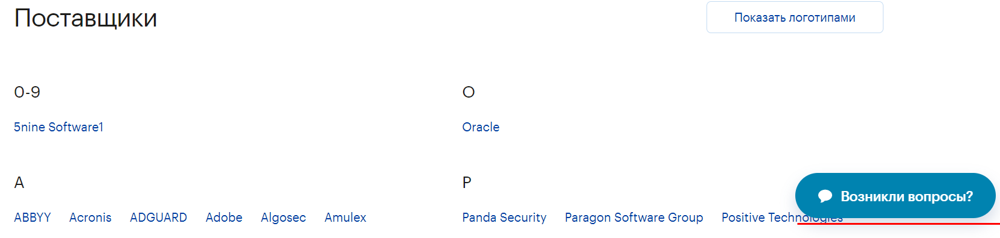 Поставщики
Показать логотипами
0-9
5nine Software1
A
ABBYY Acronis ADGUARD Adobe Algosec Amulex
O
Oracle
P
Panda Security Paragon Software Group Positive Technologies
Возникли вопросы?